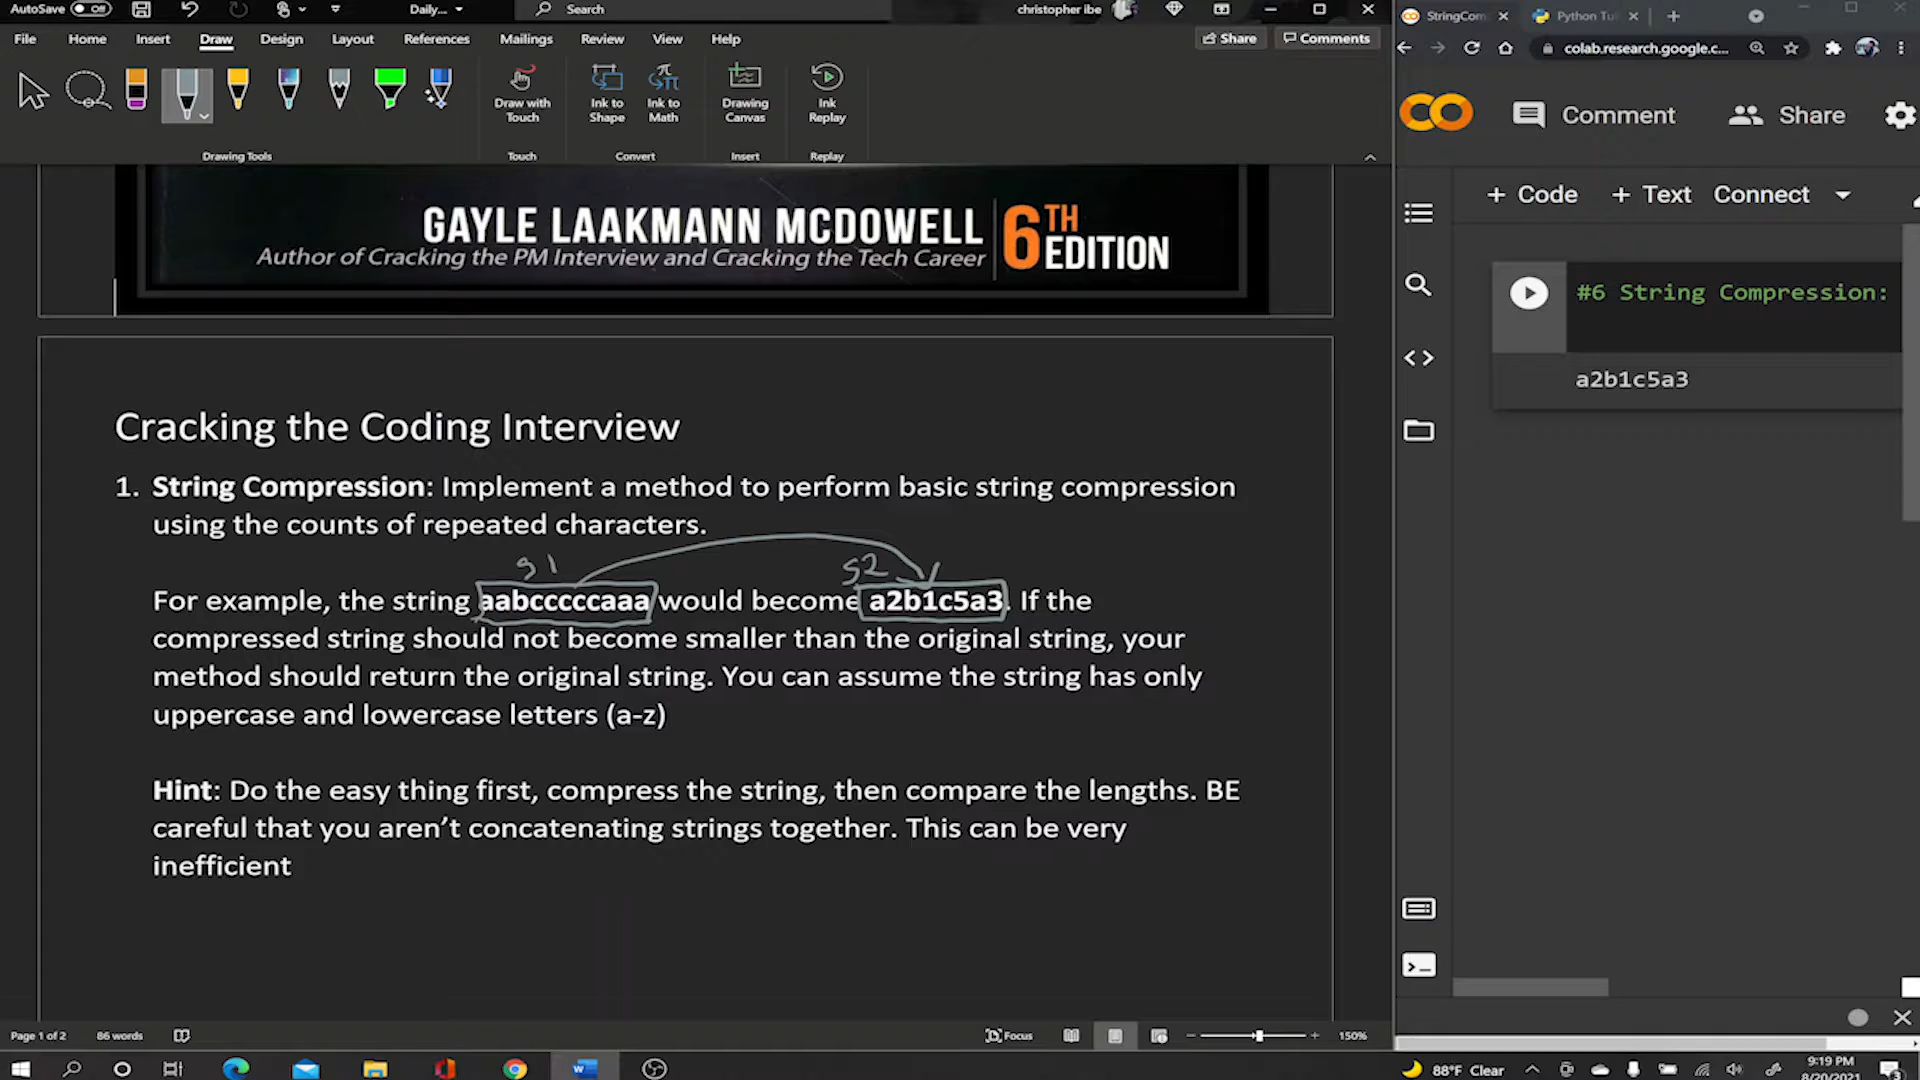 AutoSave Off Daily... Search christopher ibe
File Home Insert Draw Design Layout References Mailings Review View Help Share Comments
Draw with Touch
Ink to Shape
Ink to Math
Drawing Canvas
Ink Replay
Drawing Tools Touch Convert Insert Replay
GAYLE LAAKMANN MCDOWELL
Author of Cracking the PM Interview and Cracking the Tech Career
6TH EDITION
Cracking the Coding Interview
1. String Compression: Implement a method to perform basic string compression
using the counts of repeated characters.
S1 S2
For example, the string aabcccccaaa would become a2b1c5a3. If the
compressed string should not become smaller than the original string, your
method should return the original string. You can assume the string has only
uppercase and lowercase letters (a-z)
Hint: Do the easy thing first, compress the string, then compare the lengths. BE
careful that you aren’t concatenating strings together. This can be very
inefficient
Page 1 of 2 86 words Focus 150%
StringCom Python Tu
colab.research.google.c...
CO Comment Share
+ Code + Text Connect
#6 String Compression:
a2b1c5a3
88°F Clear 9:19 PM
8/20/2021